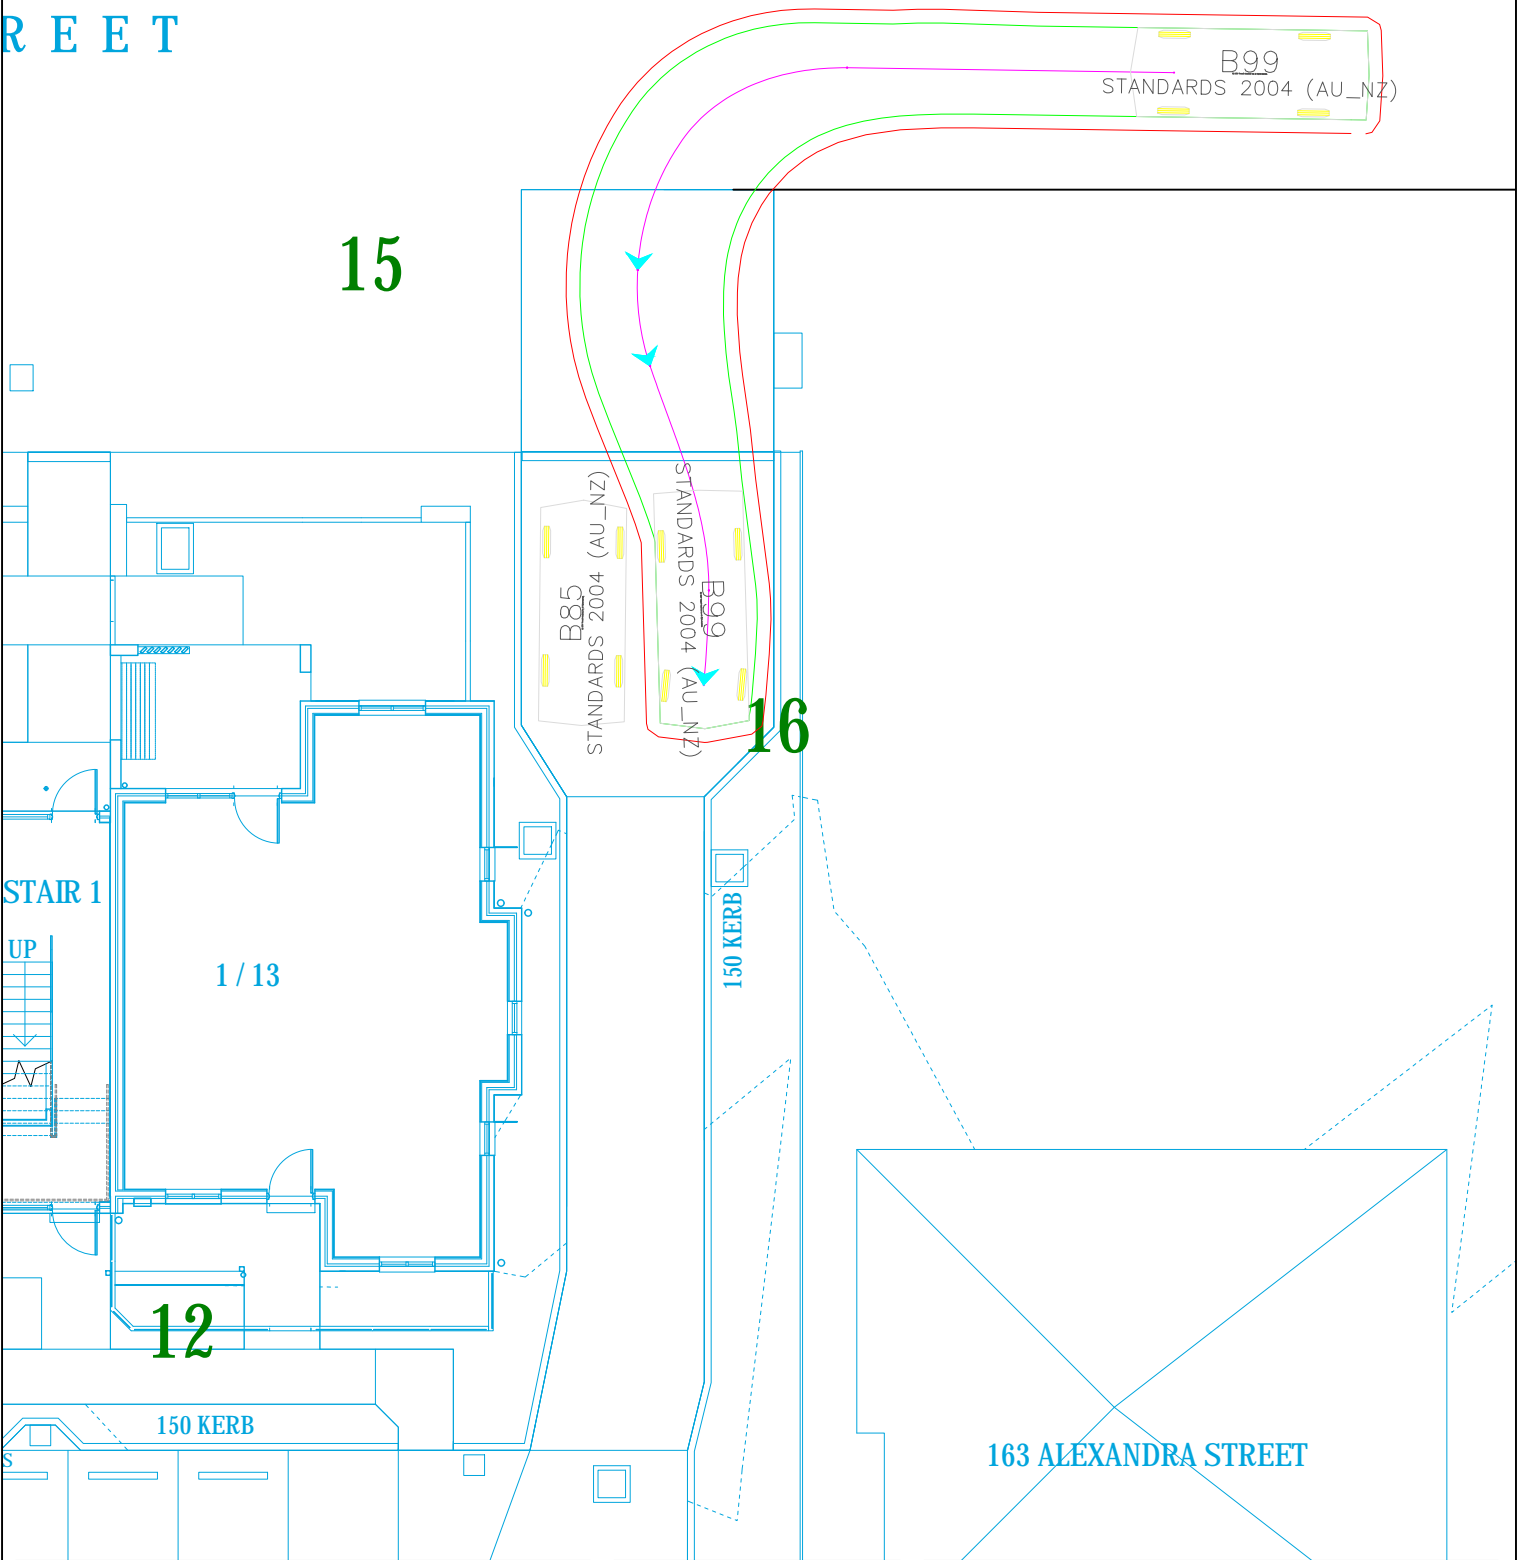 REET
B99
STANDARDS 2004 (AU_NZ)
15
B85
STANDARDS 2004 (AU_NZ)
B99
STANDARDS 2004 (AU_NZ)
16
STAIR 1
UP
1 / 13
150 KERB
12
150 KERB
163 ALEXANDRA STREET
S